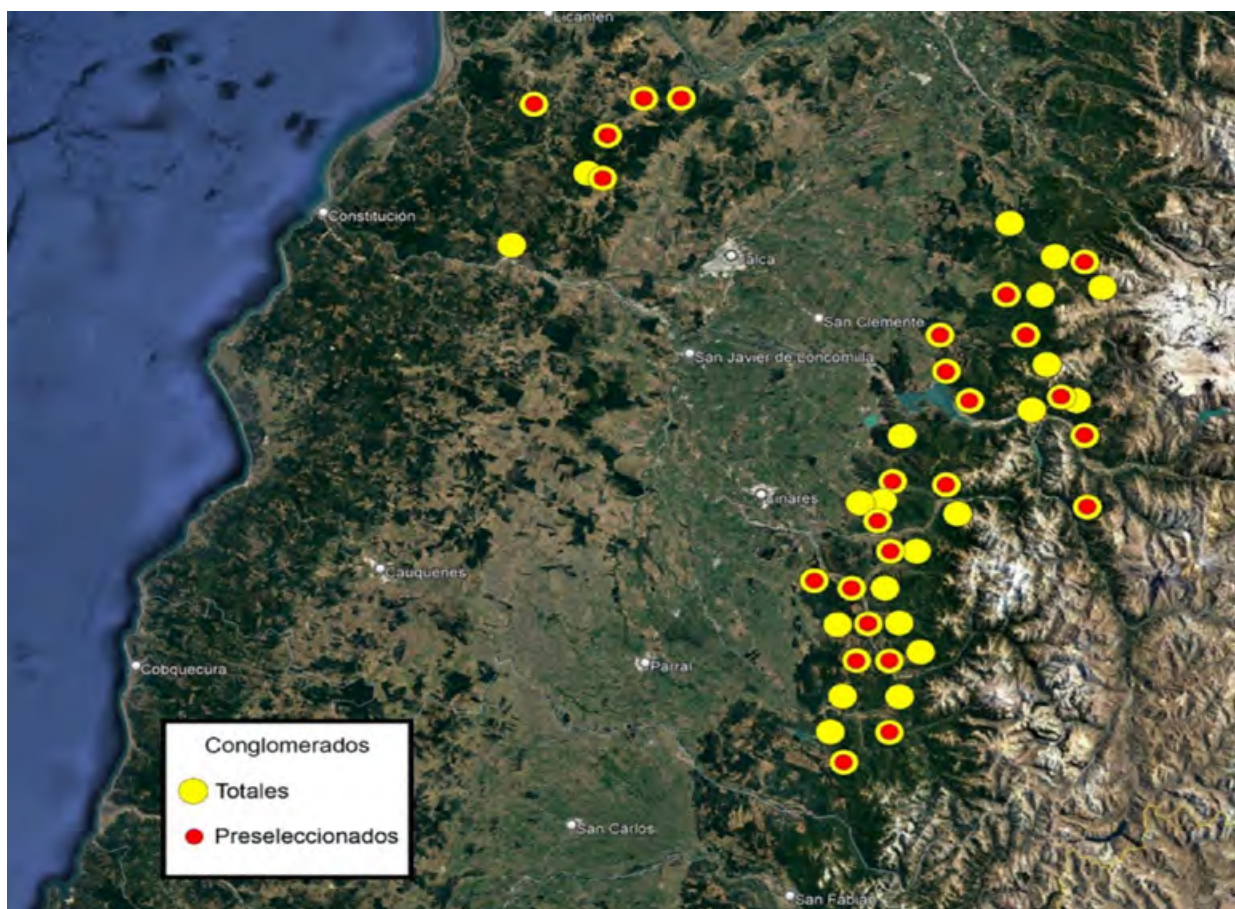 Licantén
Constitución
Talca
San Clemente
San Javier de Loncomilla
Linares
Cauquenes
Cobquecura
Parral
Conglomerados
Totales
Preseleccionados
San Carlos
San Fabián